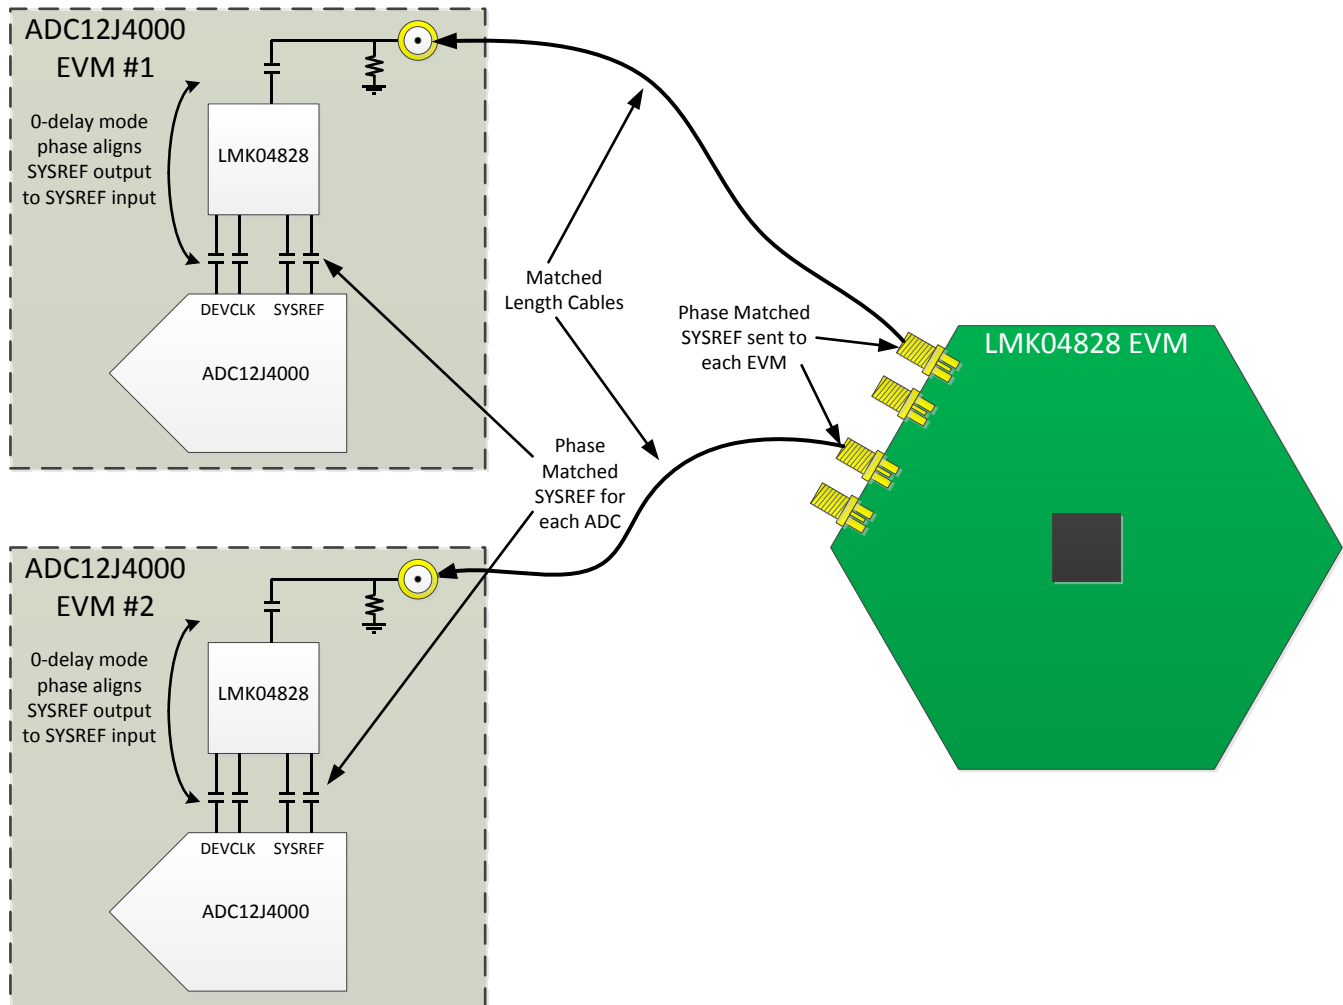 ADC12J4000
EVM #1
0-delay mode
phase aligns
SYSREF output
to SYSREF input
LMK04828
DEVCLK SYSREF
ADC12J4000
Matched
Length Cables
Phase Matched
SYSREF sent to
each EVM
LMK04828 EVM
Phase
Matched
SYSREF for
each ADC
ADC12J4000
EVM #2
0-delay mode
phase aligns
SYSREF output
to SYSREF input
LMK04828
DEVCLK SYSREF
ADC12J4000